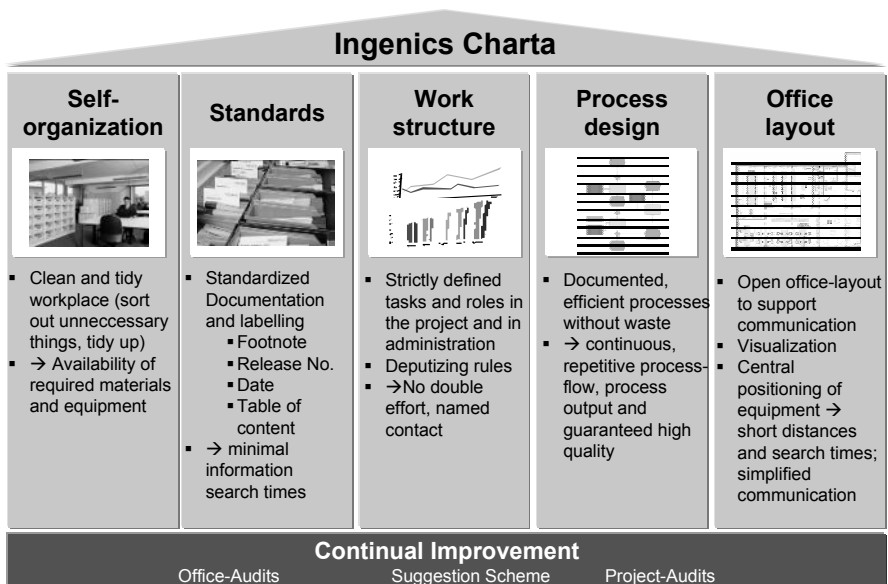 Ingenics Charta
Self-
organization
▪ Clean and tidy
workplace (sort
out unneccessary
things, tidy up)
▪ → Availability of
required materials
and equipment
Standards
▪ Standardized
Documentation
and labelling
▪ Footnote
▪ Release No.
▪ Date
▪ Table of
content
▪ → minimal
information
search times
Work
structure
▪ Strictly defined
tasks and roles in
the project and in
administration
▪ Deputizing rules
▪ →No double
effort, named
contact
Process
design
▪ Documented,
efficient processes
without waste
▪ → continuous,
repetitive process-
flow, process
output and
guaranteed high
quality
Office
layout
▪ Open office-layout
to support
communication
▪ Visualization
▪ Central
positioning of
equipment →
short distances
and search times;
simplified
communication
Continual Improvement
Office-Audits Suggestion Scheme Project-Audits